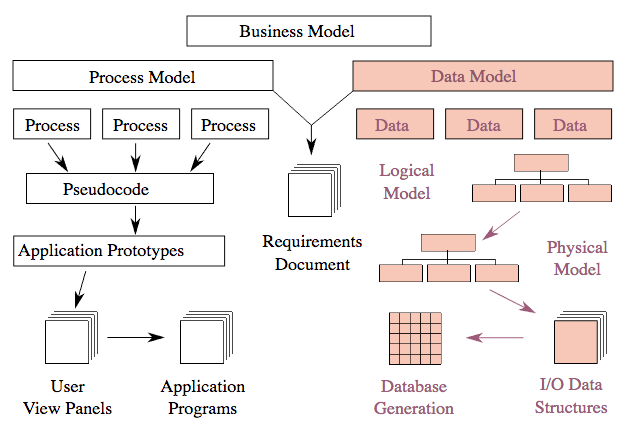 Business Model
Process Model
Data Model
Process
Process
Process
Data
Data
Data
Pseudocode
Logical
Model
Application Prototypes
Requirements
Document
Physical
Model
User
View Panels
Application
Programs
Database
Generation
I/O Data
Structures